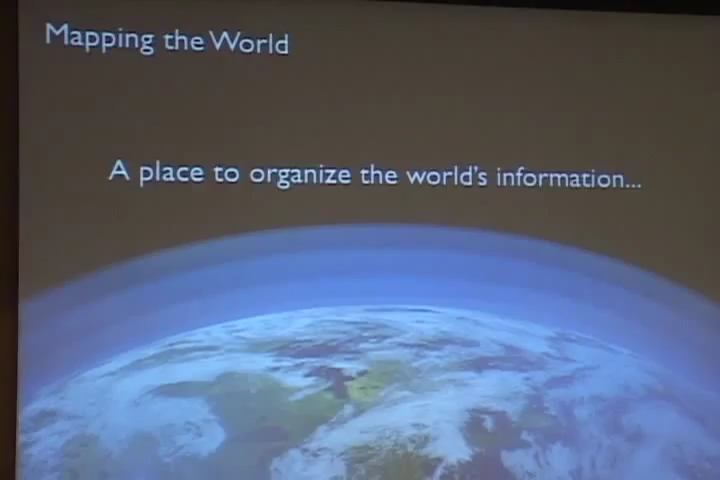 Mapping the World
A place to organize the world's information...